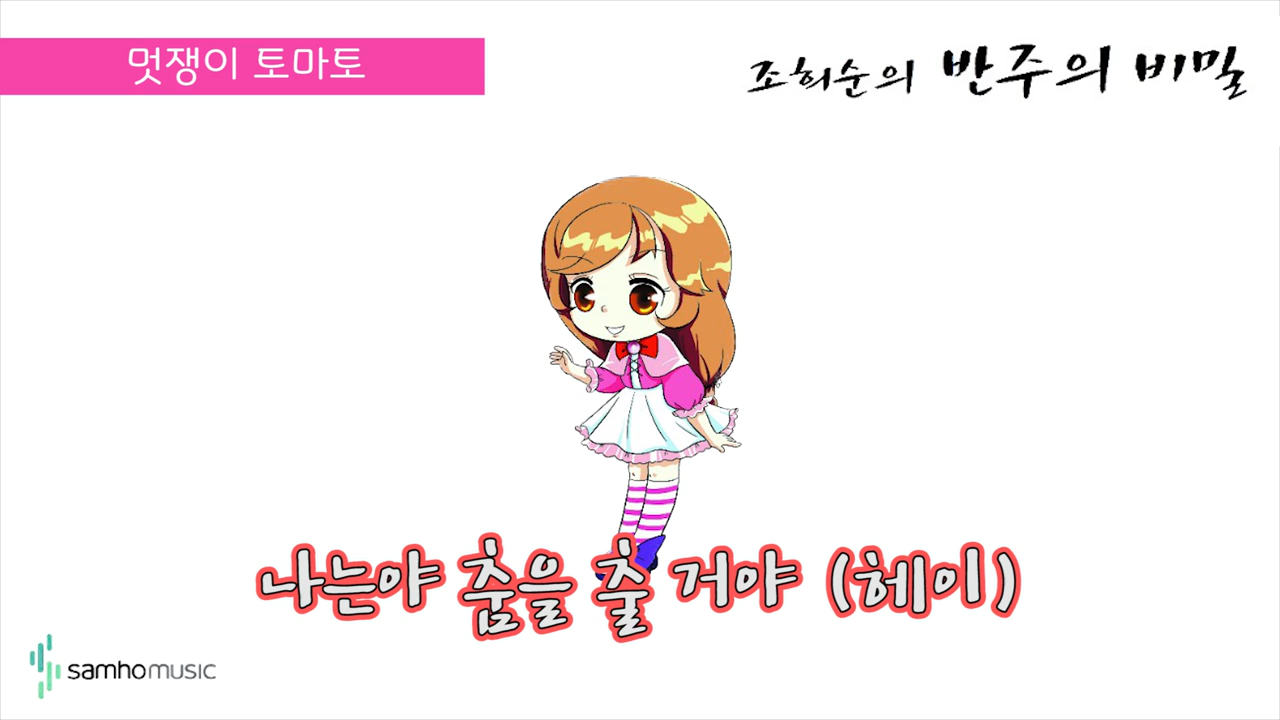 멋쟁이 토마토
조희순의 반주의 비밀
나는야 춤을 출 거야 (헤이)
samhomusic